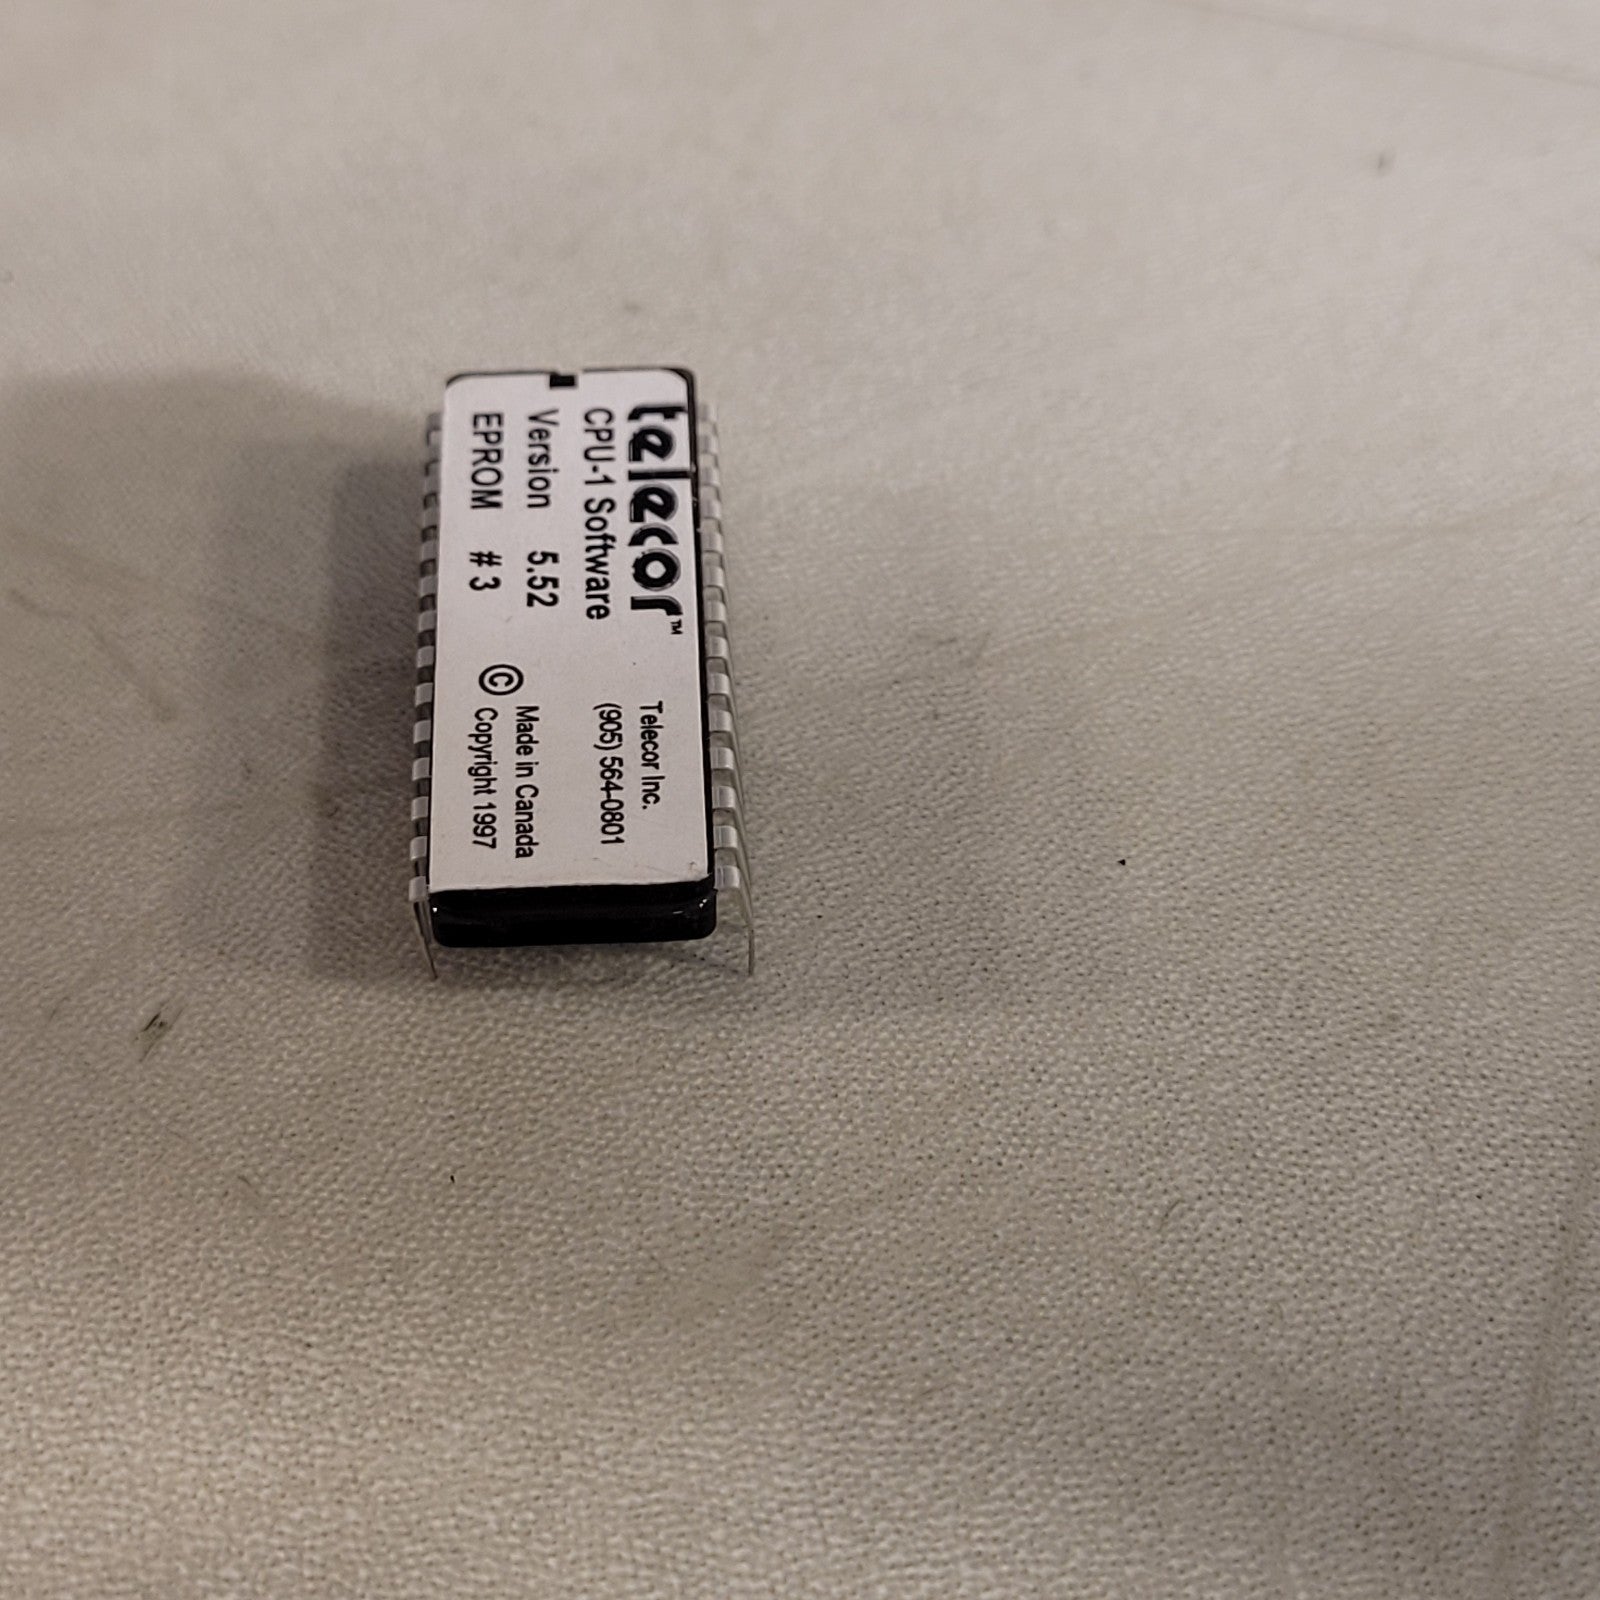 telecor™
CPU-1 Software
Version 5.52
EPROM # 3
Telecor Inc.
(905) 564-0801
Made in Canada
© Copyright 1997